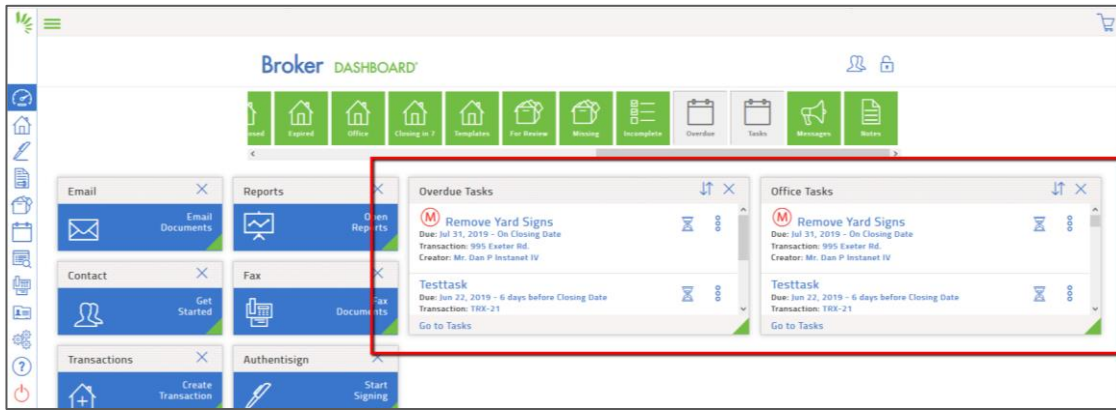 Broker DASHBOARD
Expired
Office
Closing in 7
Templates
For Review
Missing
Incomplete
Overdue
Tasks
Messages
Notes
Email
Email
Documents
Reports
Open
Reports
Overdue Tasks
M Remove Yard Signs
Due: Jul 31, 2019 - On Closing Date
Transaction: 995 Exeter Rd.
Creator: Mr. Dan P Instanet IV
Testtask
Due: Jun 22, 2019 - 6 days before Closing Date
Transaction: TRX-21
Go to Tasks
Office Tasks
M Remove Yard Signs
Due: Jul 31, 2019 - On Closing Date
Transaction: 995 Exeter Rd.
Creator: Mr. Dan P Instanet IV
Testtask
Due: Jun 22, 2019 - 6 days before Closing Date
Transaction: TRX-21
Go to Tasks
Contact
Get
Started
Fax
Fax
Documents
Transactions
Create
Transaction
Authentisign
Start
Signing